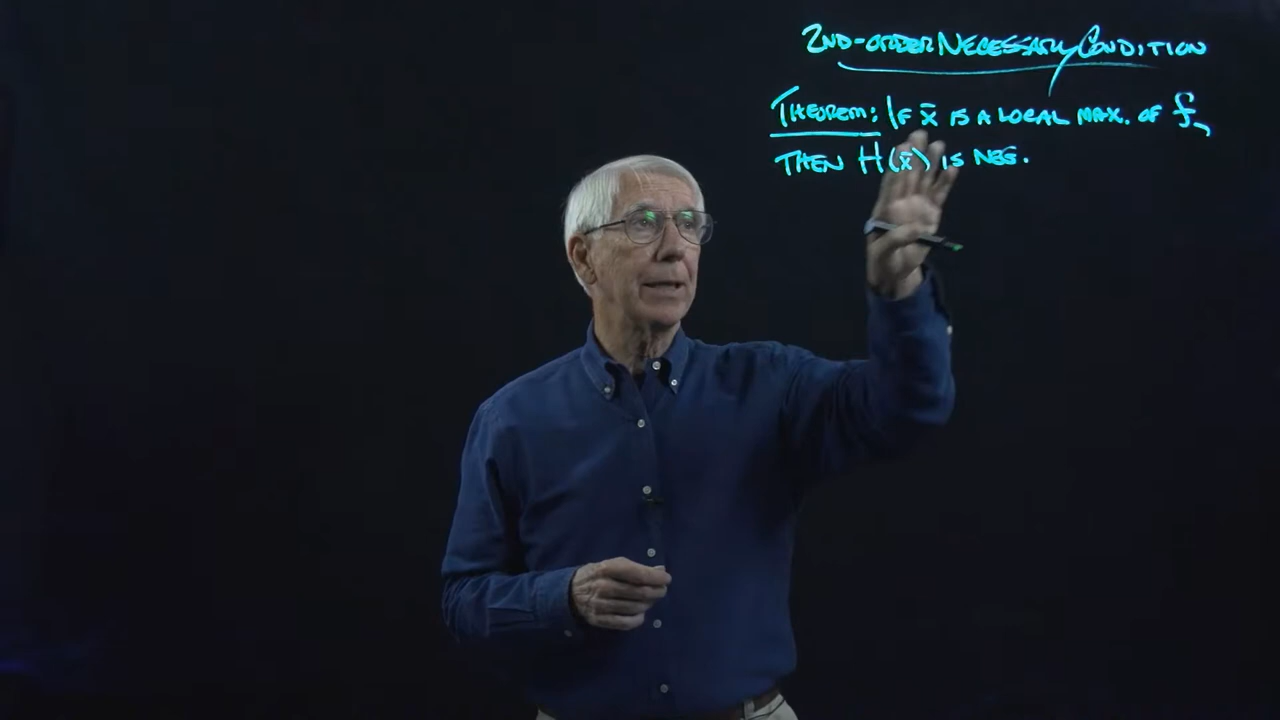 2ND-ORDER NECESSARY CONDITION
THEOREM: IF x̄ IS A LOCAL MAX. OF f,
THEN H(x̄) IS NEG.